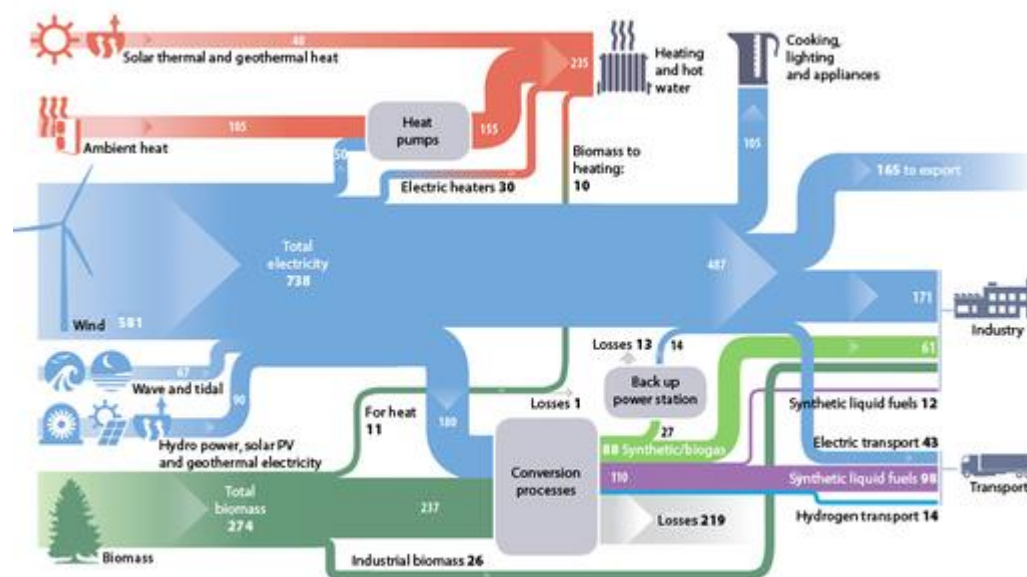 40
Solar thermal and geothermal heat
235
Heating
and hot
water
Cooking,
lighting
and appliances
105
Ambient heat
Heat
pumps
155
50
Electric heaters 30
Biomass to
heating:
10
105
165 to export
Total
electricity
738
487
Wind 581
171
Industry
67
Wave and tidal
90
Hydro power, solar PV
and geothermal electricity
For heat
11
Losses 1
180
Losses 13
14
Back up
power station
27
61
Synthetic liquid fuels 12
88 Synthetic/biogas
Electric transport 43
110
Synthetic liquid fuels 98
Transport
Hydrogen transport 14
Conversion
processes
Losses 219
Total
biomass
274
237
Biomass
Industrial biomass 26